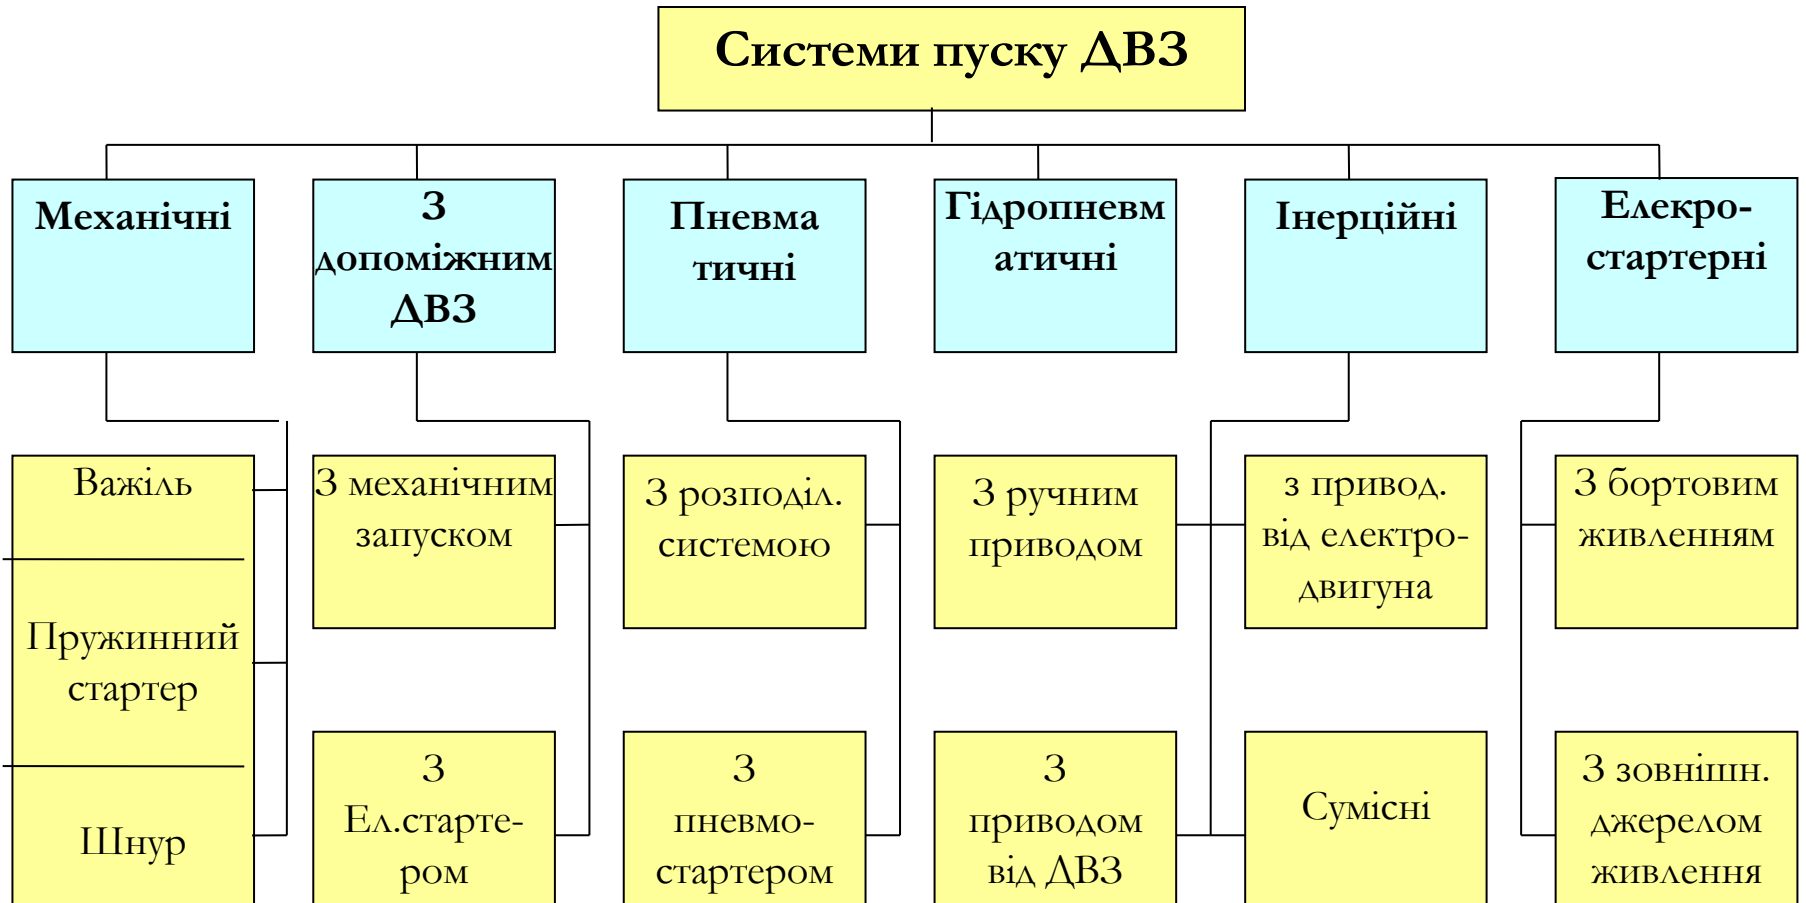 Системи пуску ДВЗ
Механічні
З
допоміжним
ДВЗ
Пневма
тичні
Гідропневм
атичні
Інерційні
Елекро-
стартерні
Важіль
Пружинний
стартер
Шнур
З механічним
запуском
З
Ел.старте-
ром
З розподіл.
системою
З
пневмо-
стартером
З ручним
приводом
З
приводом
від ДВЗ
з привод.
від електро-
двигуна
Сумісні
З бортовим
живленням
З зовнішн.
джерелом
живлення